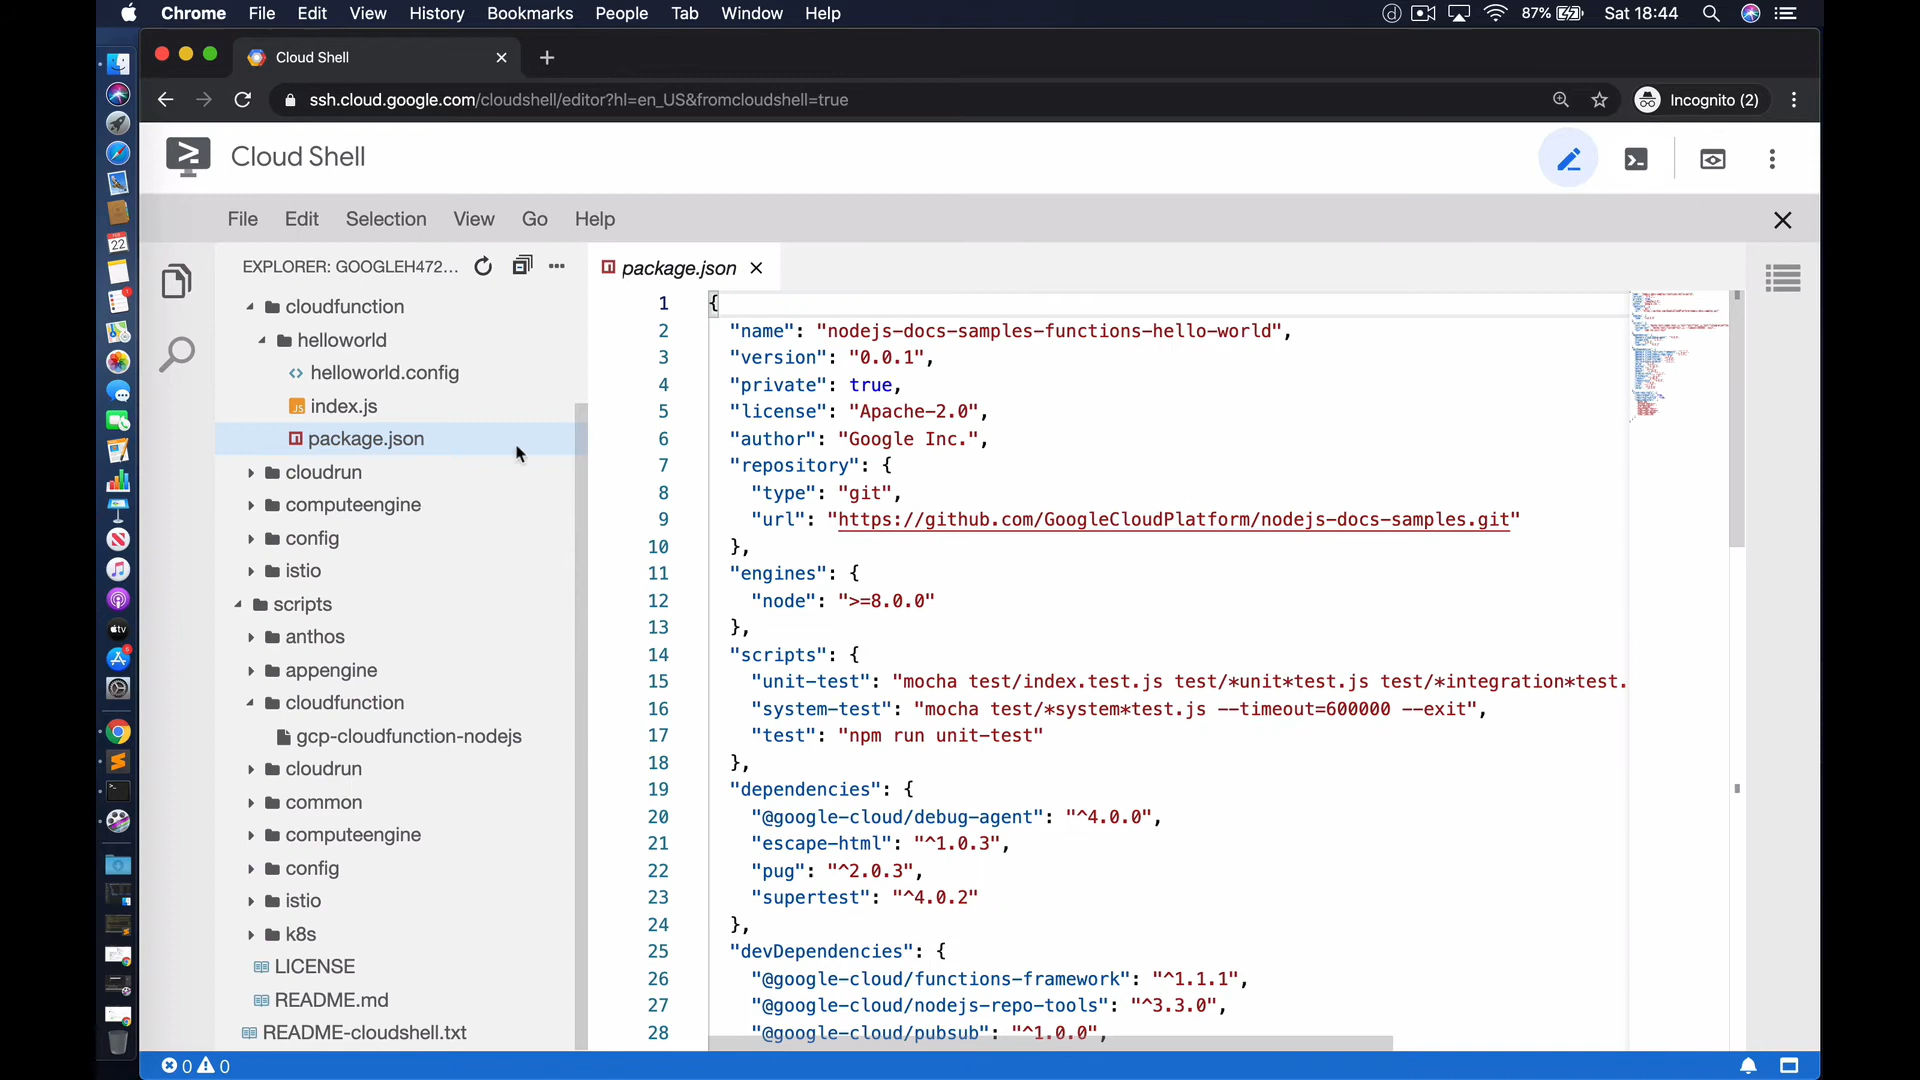 Chrome File Edit View History Bookmarks People Tab Window Help 87% Sat 18:44
Cloud Shell
ssh.cloud.google.com/cloudshell/editor?hl=en_US&fromcloudshell=true Incognito (2)
Cloud Shell
File Edit Selection View Go Help
EXPLORER: GOOGLEH472...
cloudfunction
helloworld
helloworld.config
index.js
package.json
cloudrun
computeengine
config
istio
scripts
anthos
appengine
cloudfunction
gcp-cloudfunction-nodejs
cloudrun
common
computeengine
config
istio
k8s
LICENSE
README.md
README-cloudshell.txt
package.json
1 {
2 "name": "nodejs-docs-samples-functions-hello-world",
3 "version": "0.0.1",
4 "private": true,
5 "license": "Apache-2.0",
6 "author": "Google Inc.",
7 "repository": {
8 "type": "git",
9 "url": "https://github.com/GoogleCloudPlatform/nodejs-docs-samples.git"
10 },
11 "engines": {
12 "node": ">=8.0.0"
13 },
14 "scripts": {
15 "unit-test": "mocha test/index.test.js test/*unit*test.js test/*integration*test.
16 "system-test": "mocha test/*system*test.js --timeout=600000 --exit",
17 "test": "npm run unit-test"
18 },
19 "dependencies": {
20 "@google-cloud/debug-agent": "^4.0.0",
21 "escape-html": "^1.0.3",
22 "pug": "^2.0.3",
23 "supertest": "^4.0.2"
24 },
25 "devDependencies": {
26 "@google-cloud/functions-framework": "^1.1.1",
27 "@google-cloud/nodejs-repo-tools": "^3.3.0",
28 "@google-cloud/pubsub": "^1.0.0",
0 0
22
tv